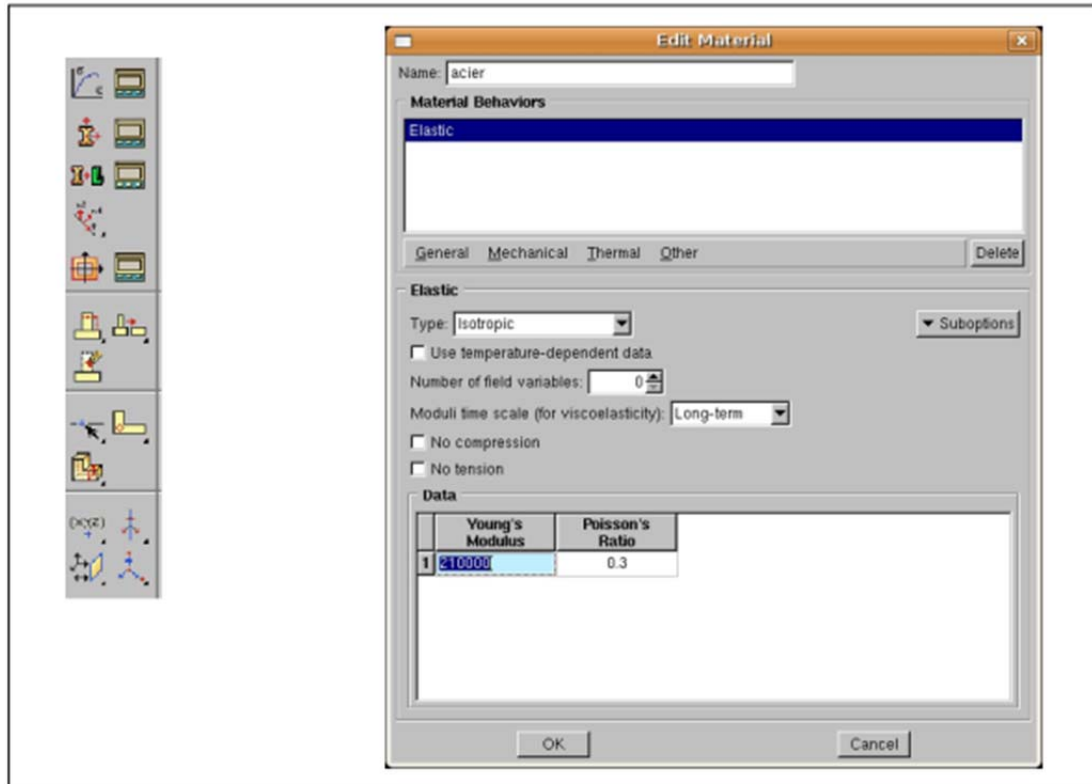 Edit Material
Name: acier
Material Behaviors
Elastic
General Mechanical Thermal Other Delete
Elastic
Type: Isotropic Suboptions
Use temperature-dependent data
Number of field variables: 0
Moduli time scale (for viscoelasticity): Long-term
No compression
No tension
Data
Young's Modulus Poisson's Ratio
1 210000 0.3
OK Cancel
(XYZ)